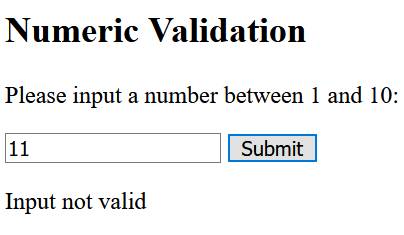 Numeric Validation
Please input a number between 1 and 10:
11 Submit
Input not valid